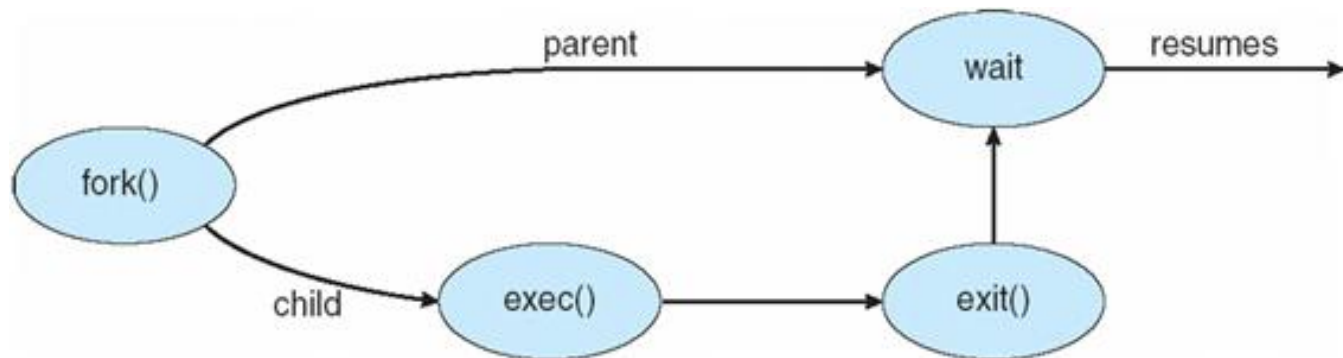 parent
wait
resumes
fork()
child
exec()
exit()